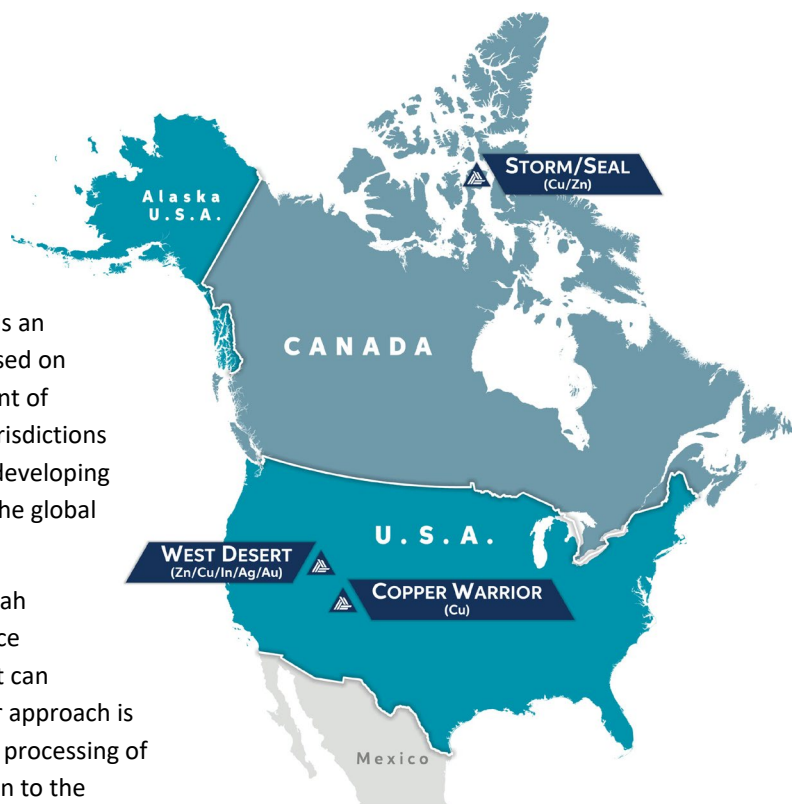 STORM/SEAL
(Cu/Zn)
Alaska
U.S.A.
CANADA
U.S.A.
WEST DESERT
(Zn/Cu/In/Ag/Au)
COPPER WARRIOR
(Cu)
Mexico
s an
sed on
nt of
risdictions
developing
he global
ah
ce
t can
r approach is
processing of
n to the